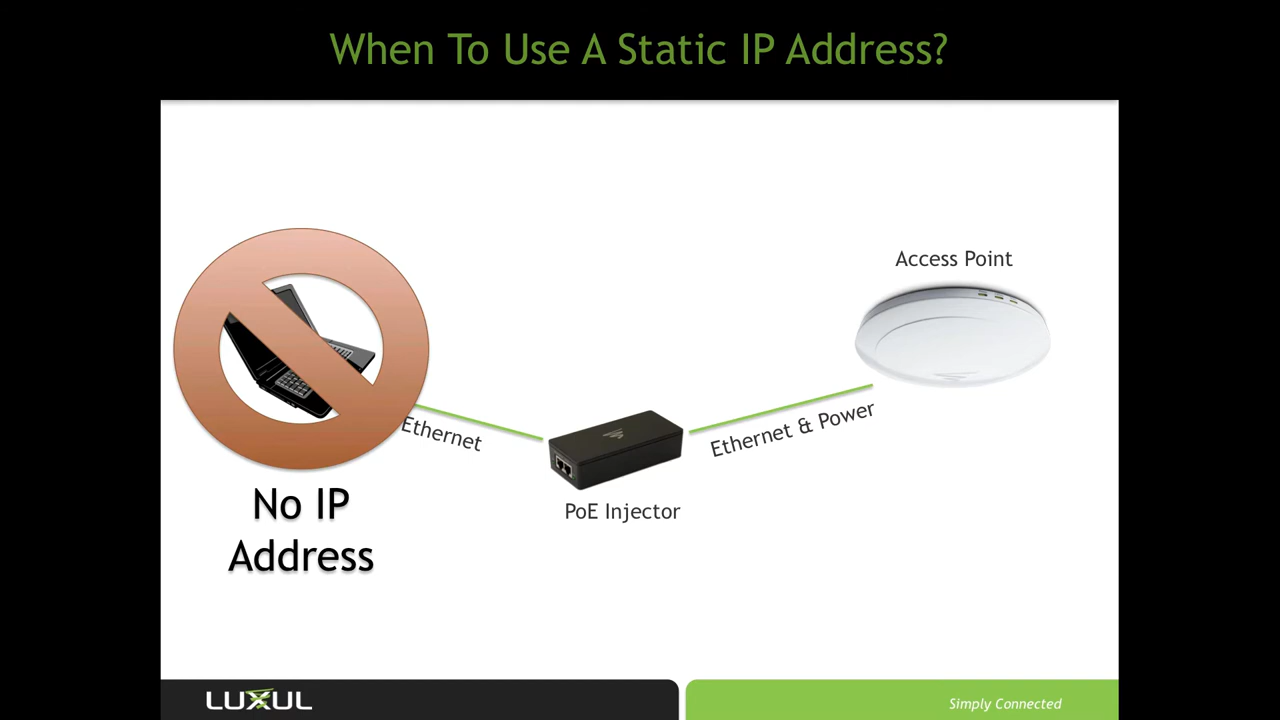 When To Use A Static IP Address?
Access Point
Ethernet
Ethernet & Power
PoE Injector
No IP
Address
LUXUL
Simply Connected